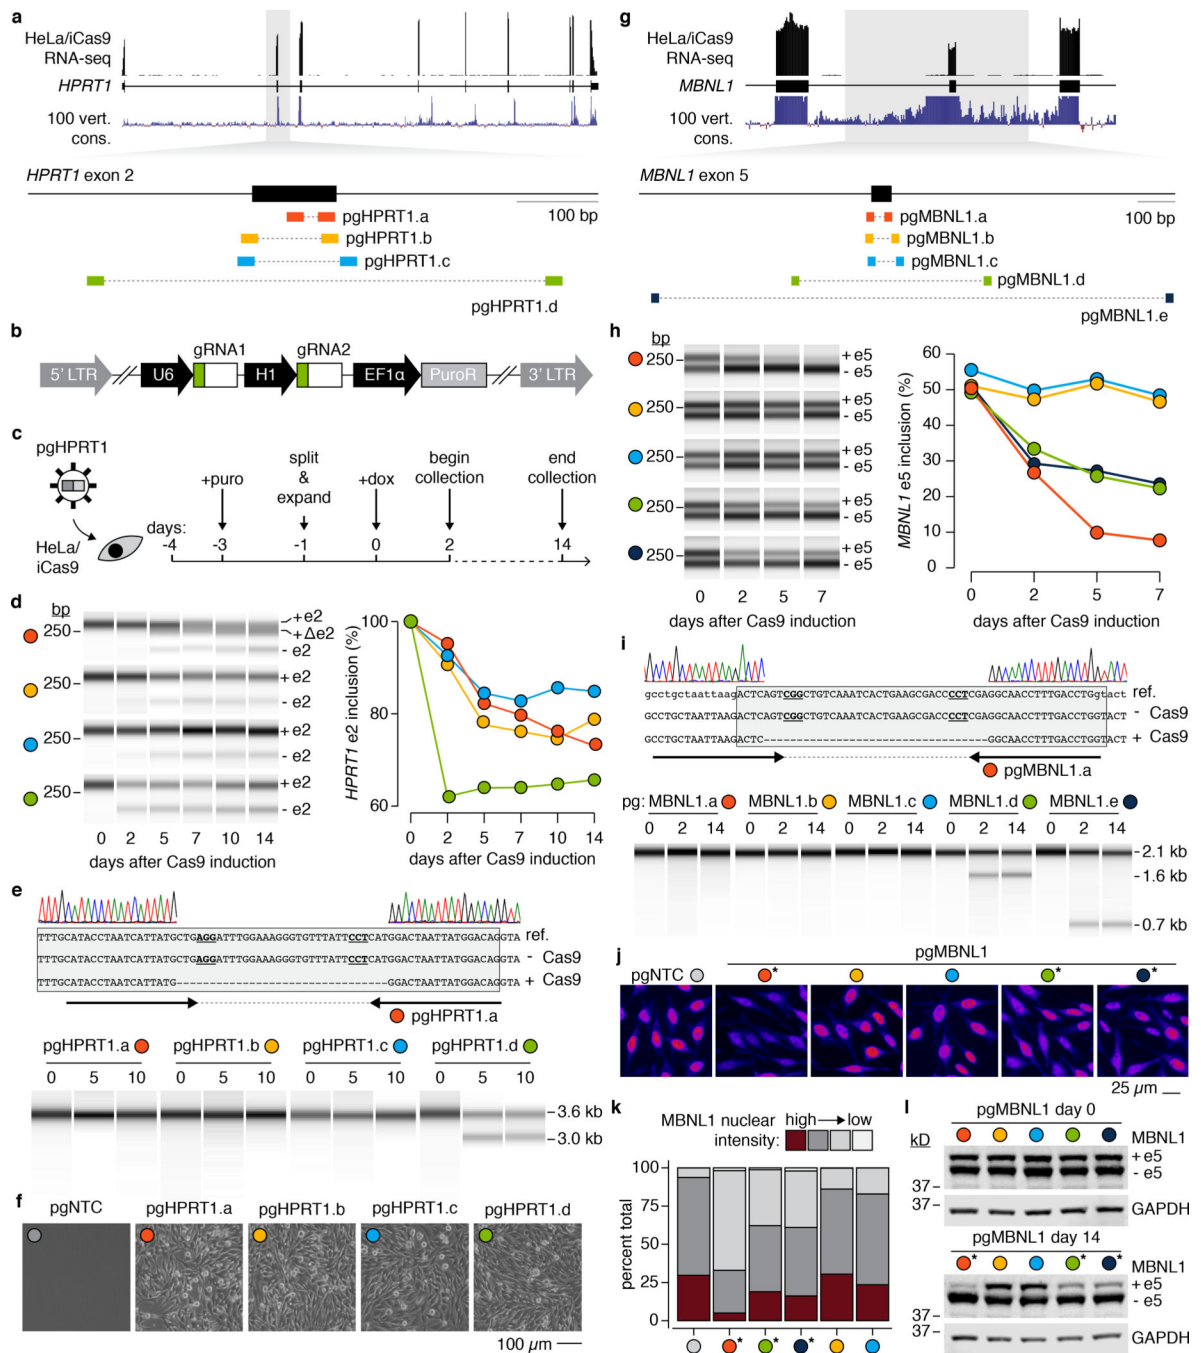 a
HeLa/iCas9
RNA-seq
HPRT1
100 vert.
cons.
HPRT1 exon 2
100 bp
pgHPRT1.a
pgHPRT1.b
pgHPRT1.c
pgHPRT1.d
b
gRNA1 gRNA2
5' LTR U6 H1 EF1α PuroR 3' LTR
c
pgHPRT1
HeLa/
iCas9
+puro
split
&
expand
+dox
begin
collection
end
collection
days:
-4 -3 -1 0 2 14
d
bp
250
+e2
+Δe2
- e2
+e2
- e2
250
+e2
- e2
250
+e2
- e2
250
0 2 5 7 10 14
days after Cas9 induction
HPRT1 e2 inclusion (%)
100
80
60
0 2 5 7 10 14
days after Cas9 induction
e
TTTGCATACCTAATCATTATGCTGAGGATTTGGAAAGGGTGTTTATTCCTCATGGACTAATTATGGACAGGTA ref.
TTTGCATACCTAATCATTATGCTGAGGATTTGGAAAGGGTGTTTATTCCTCATGGACTAATTATGGACAGGTA - Cas9
TTTGCATACCTAATCATTATG--------------------------------GGACTAATTATGGACAGGTA + Cas9
pgHPRT1.a
pgHPRT1.a pgHPRT1.b pgHPRT1.c pgHPRT1.d
0 5 10 0 5 10 0 5 10 0 5 10
-3.6 kb
-3.0 kb
f
pgNTC pgHPRT1.a pgHPRT1.b pgHPRT1.c pgHPRT1.d
100 µm
g
HeLa/iCas9
RNA-seq
MBNL1
100 vert.
cons.
MBNL1 exon 5
100 bp
pgMBNL1.a
pgMBNL1.b
pgMBNL1.c
pgMBNL1.d
pgMBNL1.e
h
bp
250
+e5
- e5
250
+e5
- e5
250
+e5
- e5
250
+e5
- e5
250
+e5
- e5
0 2 5 7
days after Cas9 induction
MBNL1 e5 inclusion (%)
60
50
40
30
20
10
0
0 2 5 7
days after Cas9 induction
i
gcctgctaattaagACTCAGTCGGCTGTCAAATCACTGAAGCGACCCCTCGAGGCAACCTTTGACCTGgtact ref.
GCCTGCTAATTAAGACTCAGTCGGCTGTCAAATCACTGAAGCGACCCCTCGAGGCAACCTTTGACCTGGTACT - Cas9
GCCTGCTAATTAAGACTC---------------------------------GGCAACCTTTGACCTGGTACT + Cas9
pgMBNL1.a
pg: MBNL1.a MBNL1.b MBNL1.c MBNL1.d MBNL1.e
0 2 14 0 2 14 0 2 14 0 2 14 0 2 14
-2.1 kb
-1.6 kb
-0.7 kb
j
pgMBNL1
pgNTC * * *
25 µm
k
MBNL1 nuclear
intensity:
high low
percent total
100
75
50
25
0
* * *
l
pgMBNL1 day 0
kD
MBNL1
+e5
- e5
37
37
GAPDH
pgMBNL1 day 14
* * *
MBNL1
+e5
- e5
37
37
GAPDH